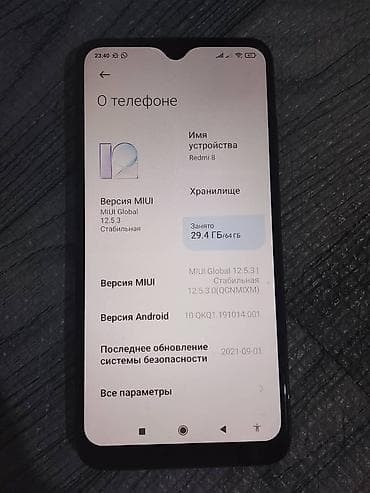 23:40
О телефоне
12
Имя
устройства
Redmi 8
Хранилище
Версия MIUI
MIUI Global
12.5.3
Стабильная
Занято
29.4 ГБ/64 ГБ
Версия MIUI
MIUI Global 12.5.3 |
Стабильная
12.5.3.0(QCNMIXM)
Версия Android
10 QKQ1.191014.001
Последнее обновление
системы безопасности
2021-09-01
Все параметры